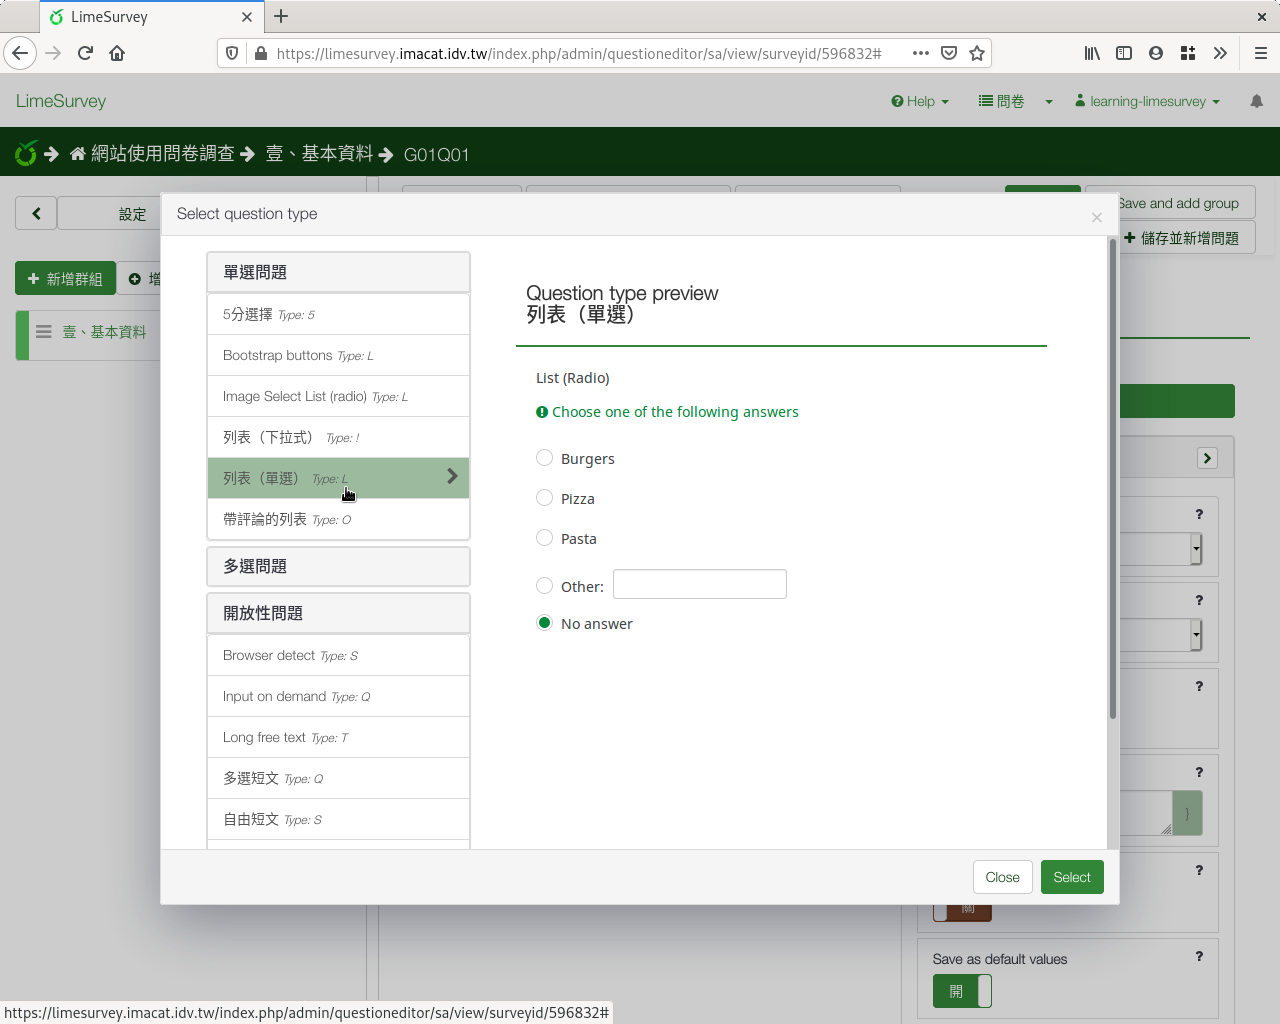 LimeSurvey
https://limesurvey.imacat.idv.tw/index.php/admin/questioneditor/sa/view/surveyid/596832#
LimeSurvey
Help
問卷
learning-limesurvey
網站使用問卷調查
壹、基本資料
G01Q01
設定
Save and add group
儲存並新增問題
新增群組
增
壹、基本資料
Select question type
×
單選問題
5分選擇 Type: 5
Bootstrap buttons Type: L
Image Select List (radio) Type: L
列表（下拉式） Type: !
列表（單選） Type: L
帶評論的列表 Type: O
多選問題
開放性問題
Browser detect Type: S
Input on demand Type: Q
Long free text Type: T
多選短文 Type: Q
自由短文 Type: S
Question type preview
列表（單選）
List (Radio)
Choose one of the following answers
Burgers
Pizza
Pasta
Other:
No answer
Close
Select
?
?
?
?
}
?
關
?
Save as default values
開
https://limesurvey.imacat.idv.tw/index.php/admin/questioneditor/sa/view/surveyid/596832#